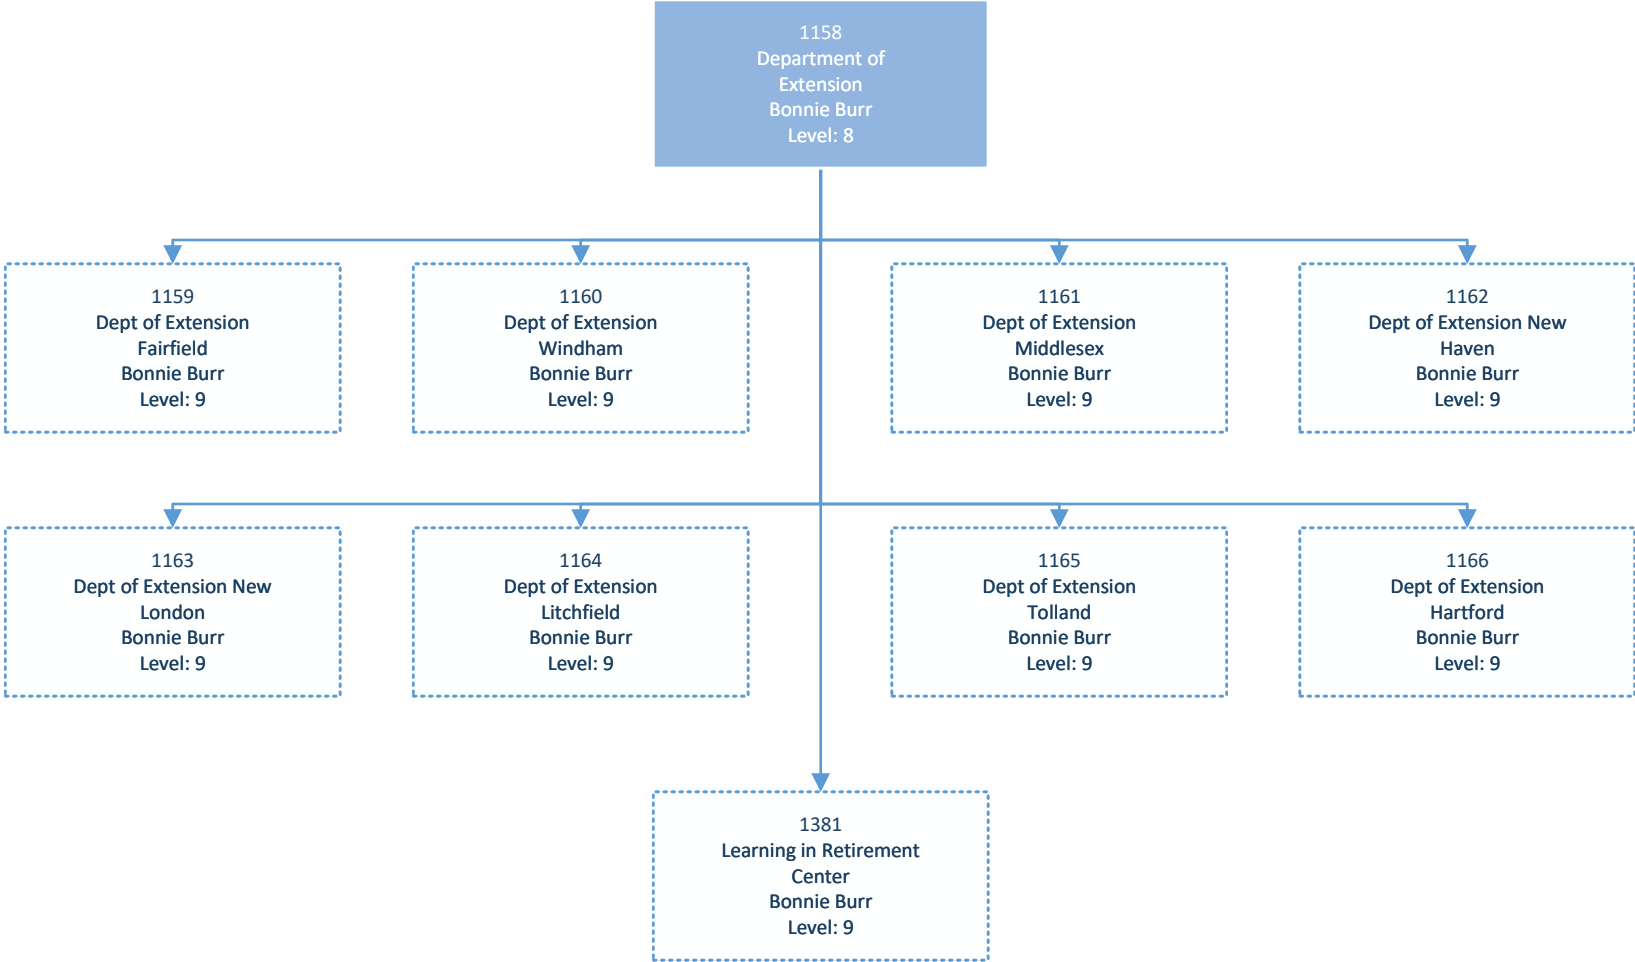 1158
Department of
Extension
Bonnie Burr
Level: 8
1159
Dept of Extension
Fairfield
Bonnie Burr
Level: 9
1160
Dept of Extension
Windham
Bonnie Burr
Level: 9
1161
Dept of Extension
Middlesex
Bonnie Burr
Level: 9
1162
Dept of Extension New
Haven
Bonnie Burr
Level: 9
1163
Dept of Extension New
London
Bonnie Burr
Level: 9
1164
Dept of Extension
Litchfield
Bonnie Burr
Level: 9
1165
Dept of Extension
Tolland
Bonnie Burr
Level: 9
1166
Dept of Extension
Hartford
Bonnie Burr
Level: 9
1381
Learning in Retirement
Center
Bonnie Burr
Level: 9